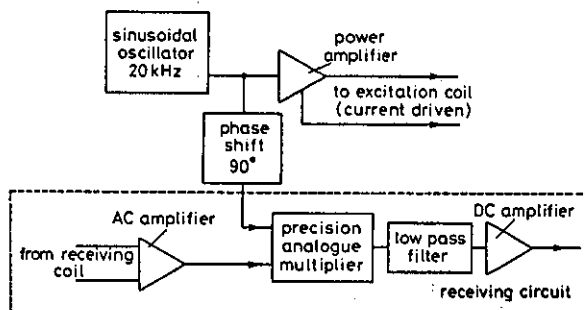 sinusoidal
oscillator
20 kHz
power
amplifier
to excitation coil
(current driven)
phase
shift
90°
AC amplifier
from receiving
coil
precision
analogue
multiplier
low pass
filter
DC amplifier
receiving circuit